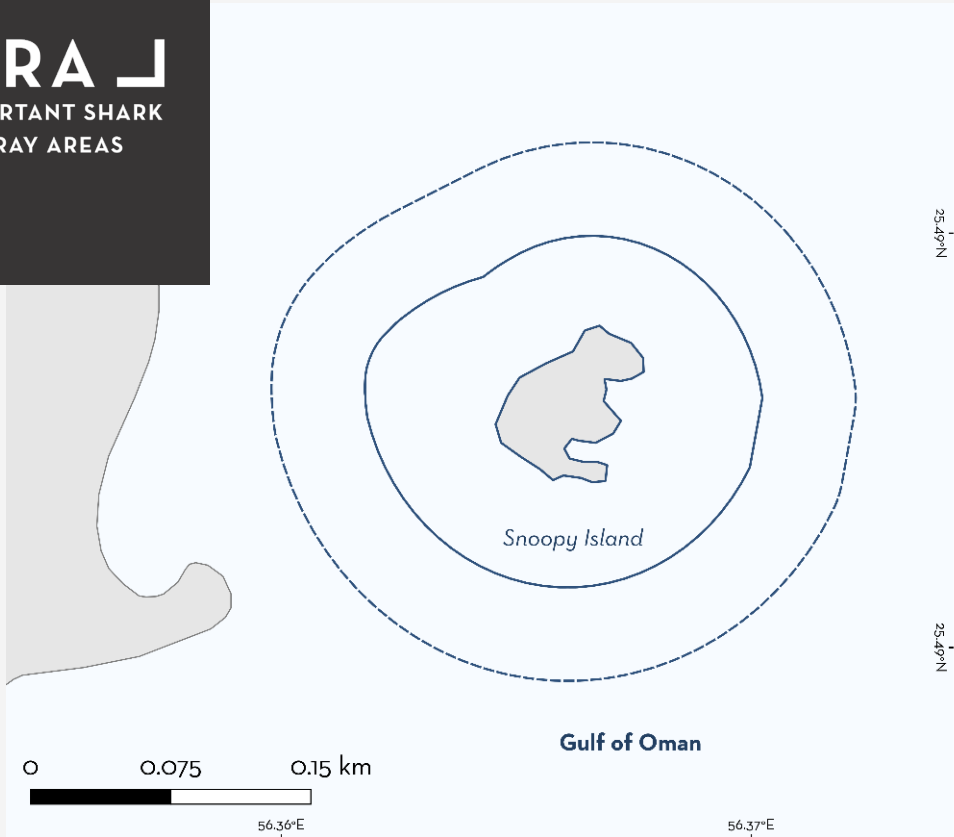 RA
RTANT SHARK
RAY AREAS
25.49°N
Snoopy Island
25.49°N
Gulf of Oman
0 0.075 0.15 km
56.36°E 56.37°E